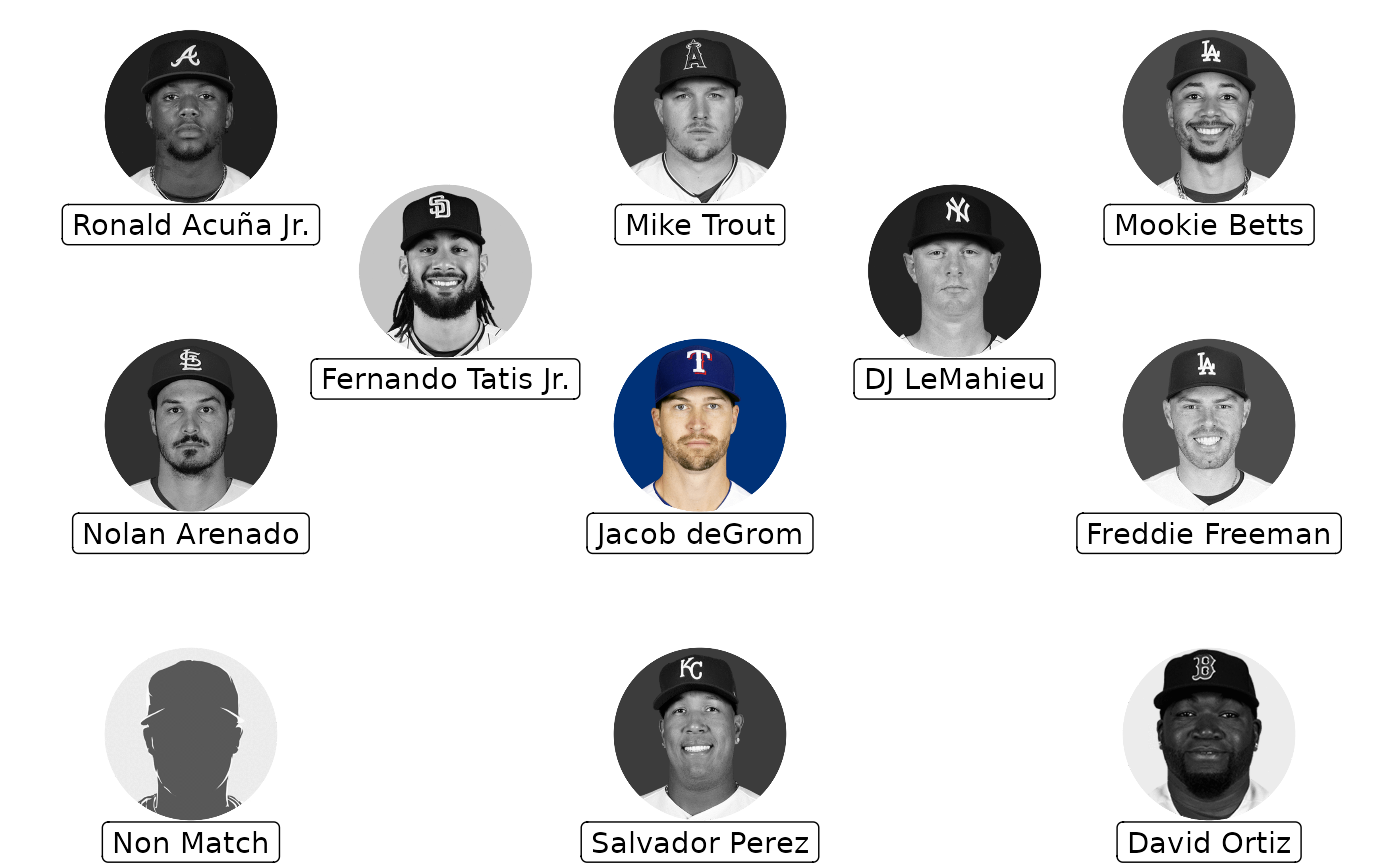 Ronald Acuña Jr.
Mike Trout
Mookie Betts
Fernando Tatis Jr.
DJ LeMahieu
Nolan Arenado
T
Jacob deGrom
Freddie Freeman
Non Match
Salvador Perez
David Ortiz